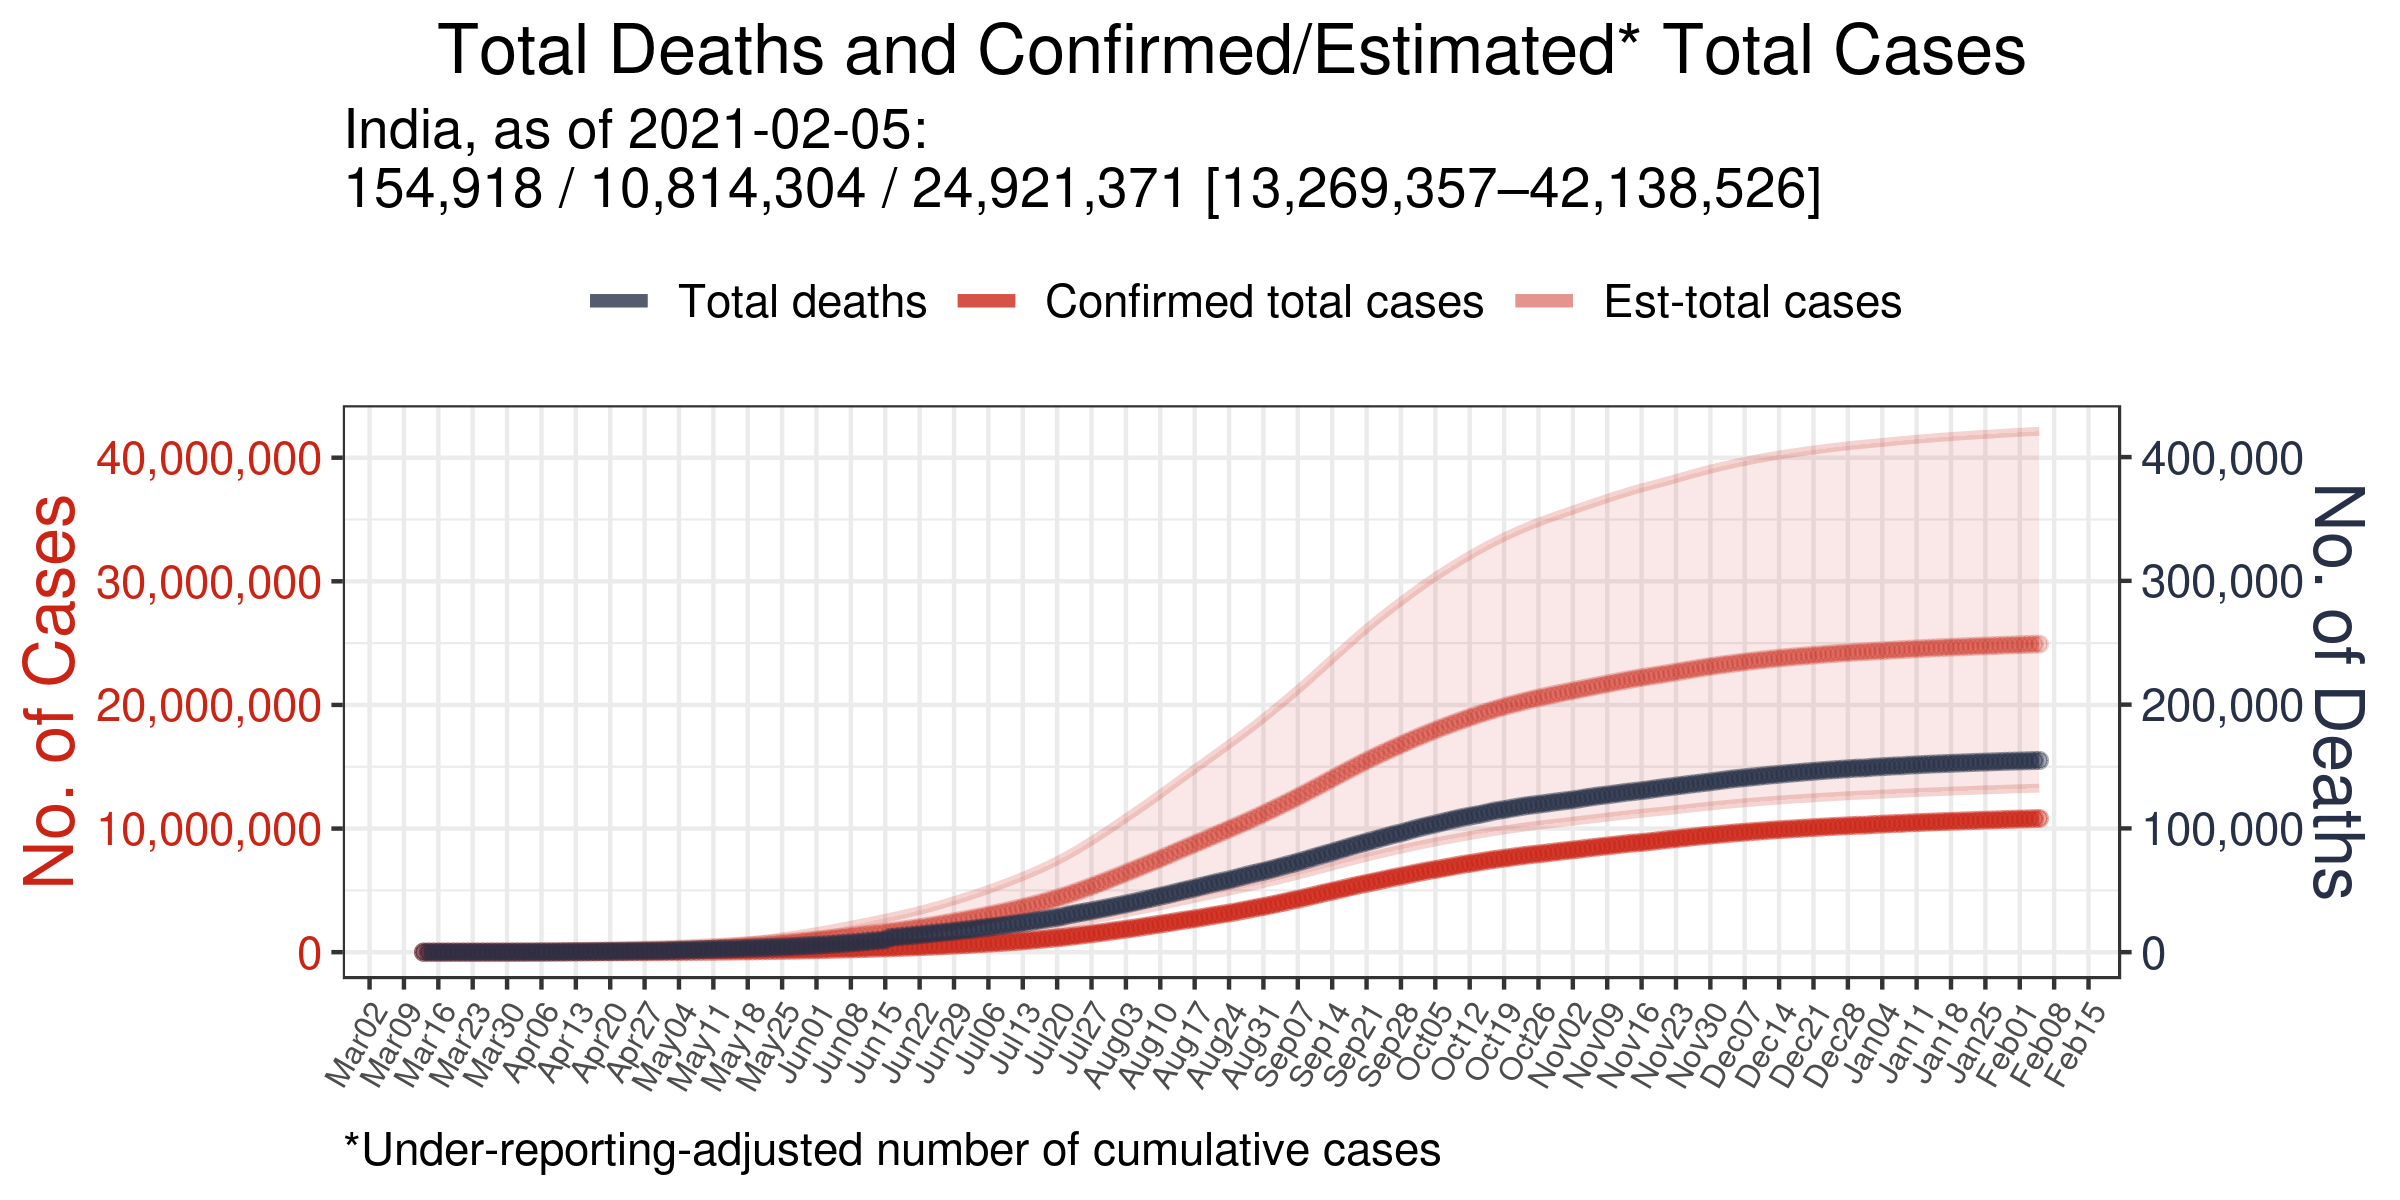 Total Deaths and Confirmed/Estimated* Total Cases
India, as of 2021-02-05:
154,918 / 10,814,304 / 24,921,371 [13,269,357–42,138,526]
Total deaths
Confirmed total cases
Est-total cases
No. of Cases
40,000,000
30,000,000
20,000,000
10,000,000
0
400,000
300,000
200,000
100,000
0
No. of Deaths
Mar02
Mar09
Mar16
Mar23
Mar30
Apr06
Apr13
Apr20
Apr27
May04
May11
May18
May25
Jun01
Jun08
Jun15
Jun22
Jun29
Jul06
Jul13
Jul20
Jul27
Aug03
Aug10
Aug17
Aug24
Aug31
Sep07
Sep14
Sep21
Sep28
Oct05
Oct12
Oct19
Oct26
Nov02
Nov09
Nov16
Nov23
Nov30
Dec07
Dec14
Dec21
Dec28
Jan04
Jan11
Jan18
Jan25
Feb01
Feb08
Feb15
*Under-reporting-adjusted number of cumulative cases